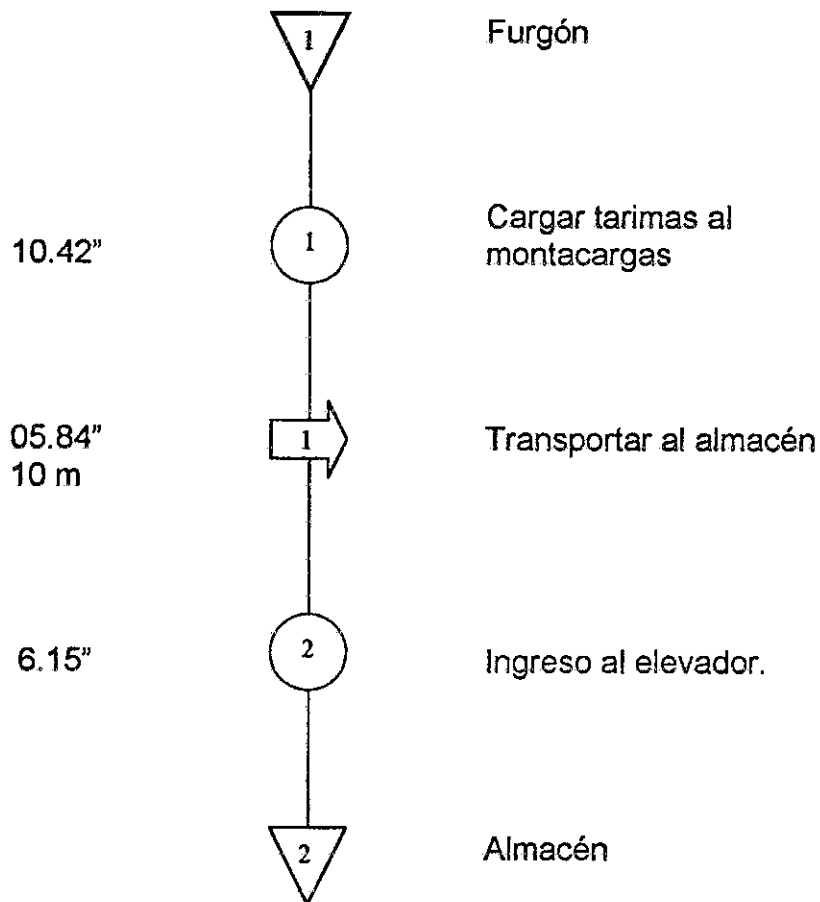 1
Furgón
10.42”
1
Cargar tarimas al
montacargas
05.84”
10 m
1
Transportar al almacén
6.15”
2
Ingreso al elevador.
2
Almacén